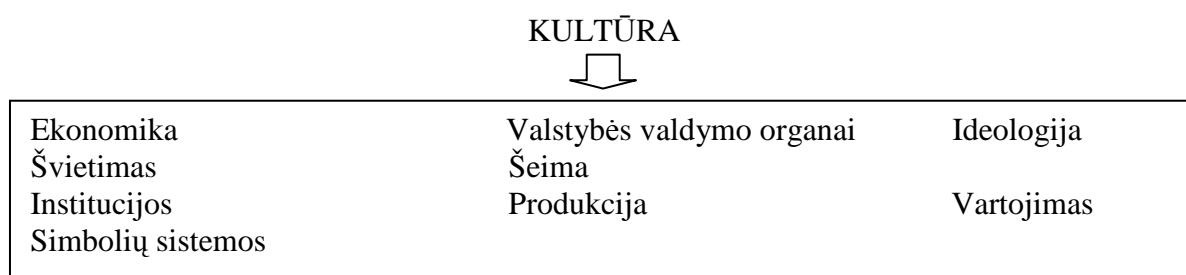 KULTŪRA
Ekonomika Valstybės valdymo organai Ideologija
Švietimas Šeima
Institucijos Produkcija Vartojimas
Simbolių sistemos